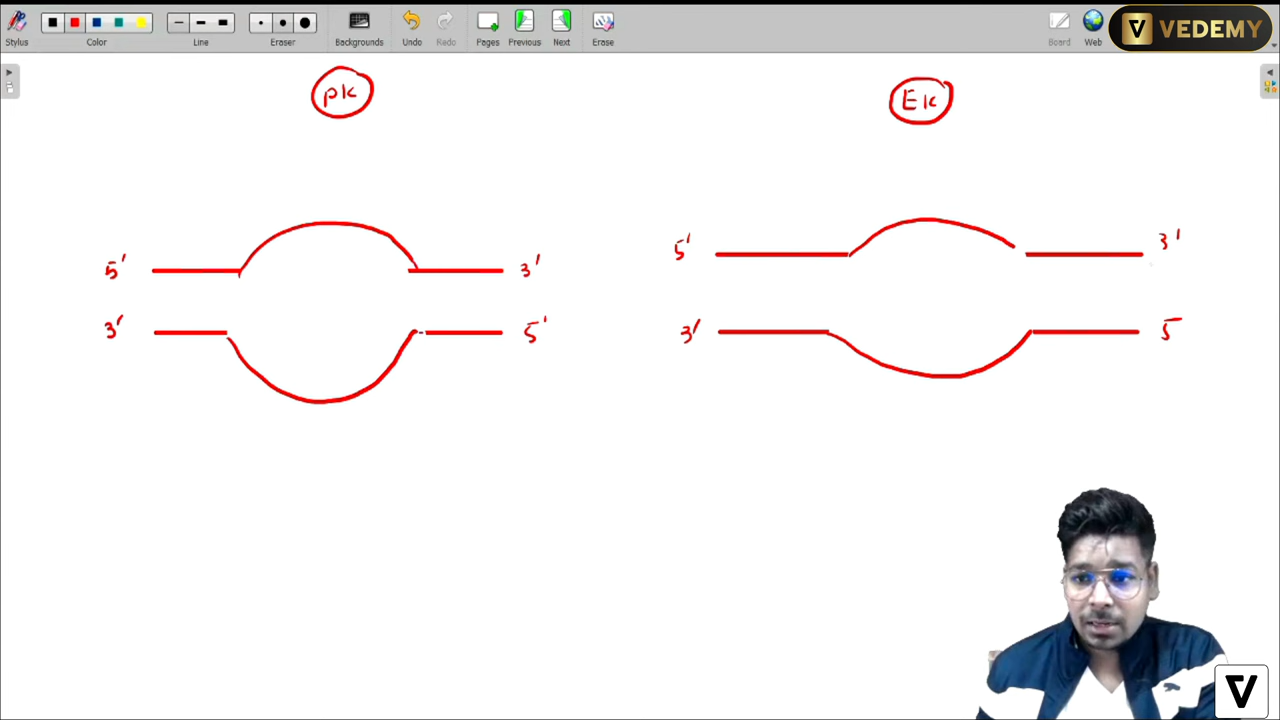 Stylus Color Line Eraser Backgrounds Undo Redo Pages Previous Next Erase Board Web VEDEMY
pk Ek
5' 3' 5' 3'
3' 5' 3' 5